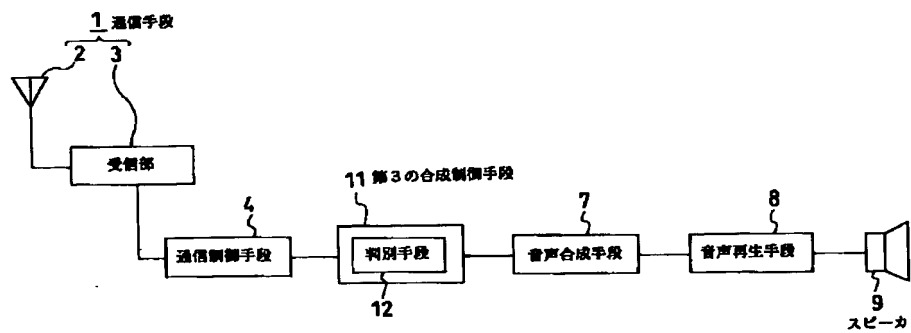 1 通信手段
2 3
受信部
4
通信制御手段
11 第3の合成制御手段
判別手段
12
7
音声合成手段
8
音声再生手段
9
スピーカ